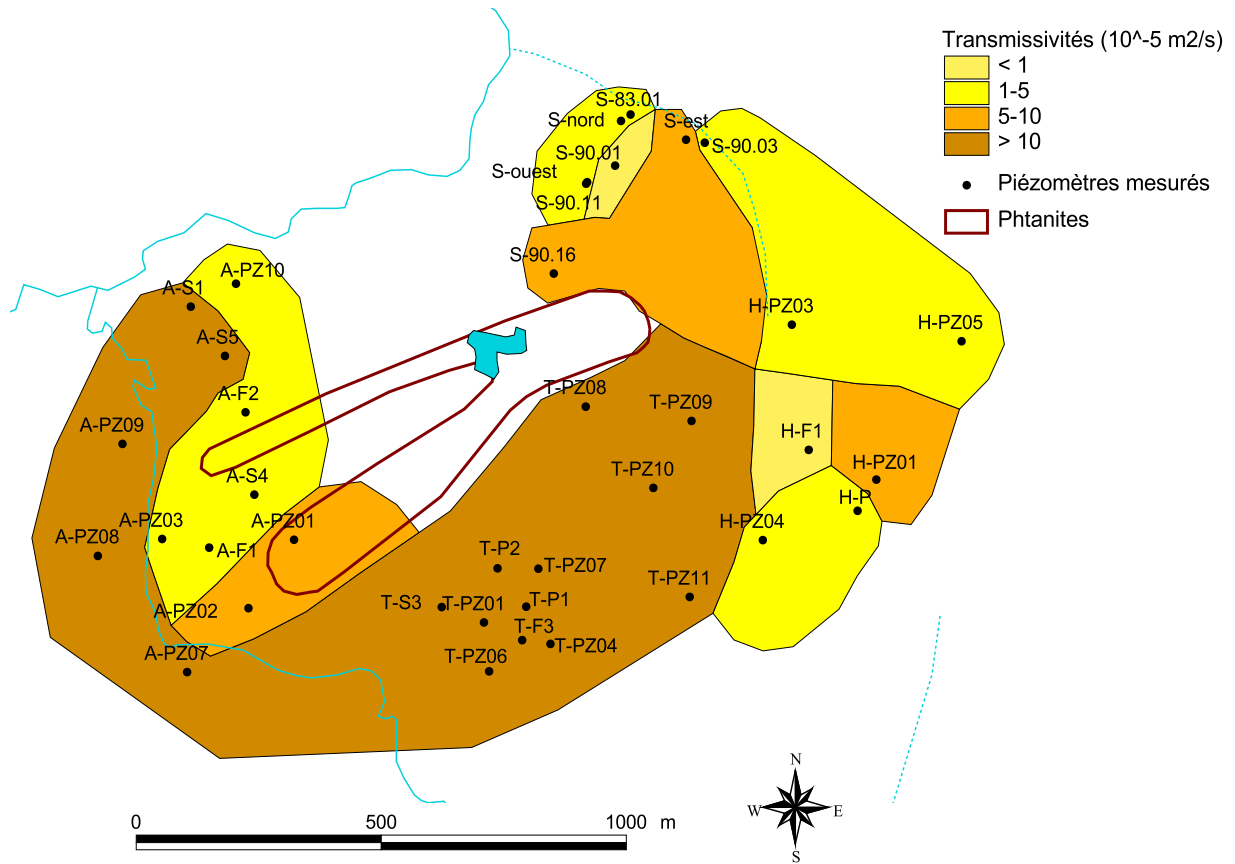 Transmissivités (10^-5 m2/s)
< 1
1-5
5-10
> 10
Piézomètres mesurés
Phtanites
S-83.01
S-nord
S-est
S-90.03
S-90.01
S-ouest
S-90.11
S-90.16
A-PZ10
A-S1
H-PZ03
H-PZ05
A-S5
A-F2
T-PZ08
T-PZ09
A-PZ09
H-F1
H-PZ01
A-S4
T-PZ10
H-P
A-PZ03
A-PZ01
H-PZ04
A-PZ08
A-F1
T-P2
T-PZ07
T-PZ11
A-PZ02
T-S3
T-PZ01
T-P1
T-F3
T-PZ04
A-PZ07
T-PZ06
N
W
E
S
0
500
1000 m